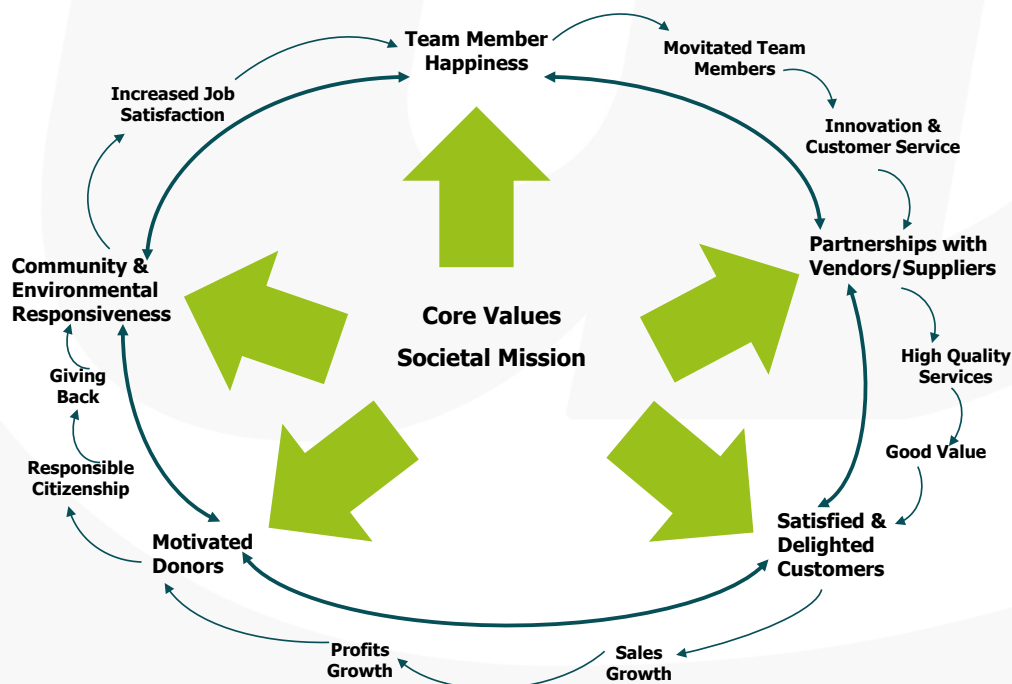 Team Member
Happiness
Movitated Team
Members
Innovation &
Customer Service
Partnerships with
Vendors/Suppliers
High Quality
Services
Good Value
Satisfied &
Delighted
Customers
Sales
Growth
Profits
Growth
Motivated
Donors
Responsible
Citizenship
Giving
Back
Community &
Environmental
Responsiveness
Increased Job
Satisfaction
Core Values
Societal Mission